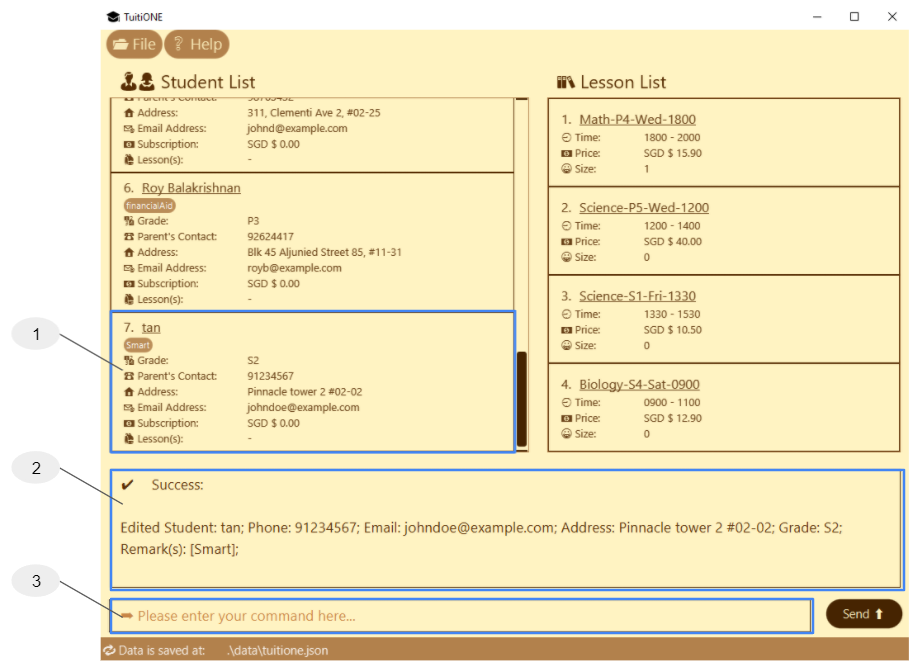 TuitiONE
File Help
Student List
Parent's Contact: 98765432
Address: 311, Clementi Ave 2, #02-25
Email Address: johnd@example.com
Subscription: SGD $ 0.00
Lesson(s): -
6. Roy Balakrishnan
financialAid
Grade: P3
Parent's Contact: 92624417
Address: Blk 45 Aljunied Street 85, #11-31
Email Address: royb@example.com
Subscription: SGD $ 0.00
Lesson(s): -
7. tan
Smart
Grade: S2
Parent's Contact: 91234567
Address: Pinnacle tower 2 #02-02
Email Address: johndoe@example.com
Subscription: SGD $ 0.00
Lesson(s): -
Lesson List
1. Math-P4-Wed-1800
Time: 1800 - 2000
Price: SGD $ 15.90
Size: 1
2. Science-P5-Wed-1200
Time: 1200 - 1400
Price: SGD $ 40.00
Size: 0
3. Science-S1-Fri-1330
Time: 1330 - 1530
Price: SGD $ 10.50
Size: 0
4. Biology-S4-Sat-0900
Time: 0900 - 1100
Price: SGD $ 12.90
Size: 0
1
2
Success:
Edited Student: tan; Phone: 91234567; Email: johndoe@example.com; Address: Pinnacle tower 2 #02-02; Grade: S2;
Remark(s): [Smart];
3
Please enter your command here...
Send
Data is saved at: .\data\tuitione.json